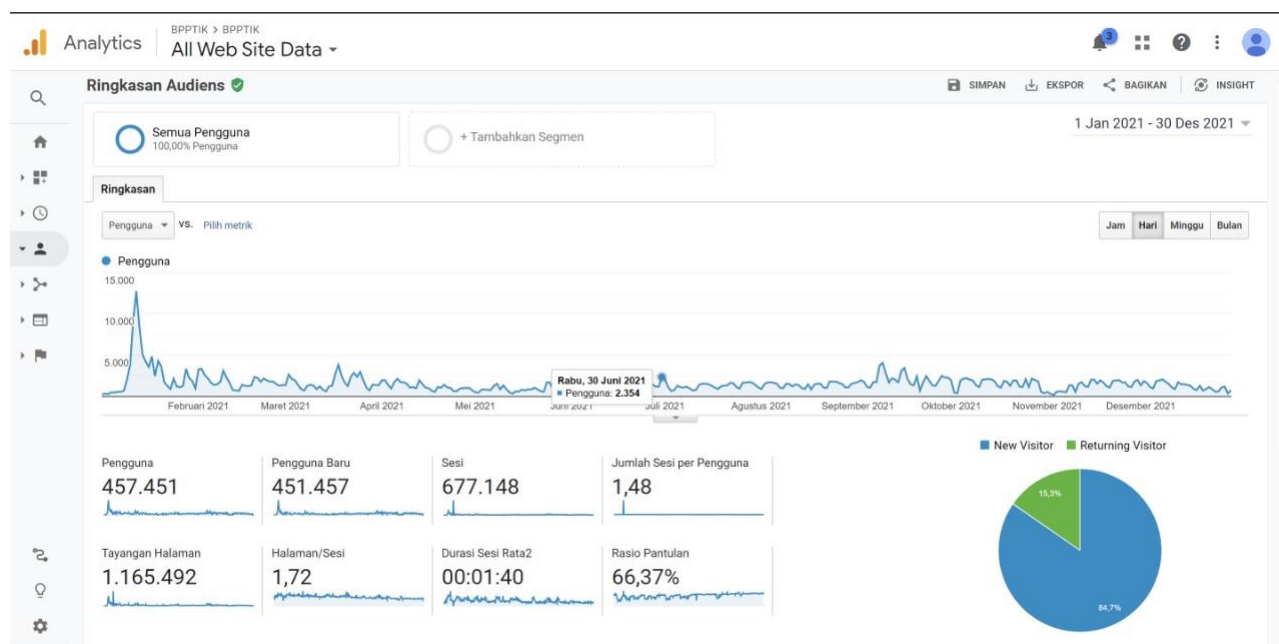 Analytics
BPPTIK > BPPTIK
All Web Site Data
3
Ringkasan Audiens
SIMPAN
EKSPOR
BAGIKAN
INSIGHT
Semua Pengguna
100,00% Pengguna
+ Tambahkan Segmen
1 Jan 2021 - 30 Des 2021
Ringkasan
Pengguna
VS.
Pilih metrik
Jam
Hari
Minggu
Bulan
Pengguna
15.000
10.000
5.000
Rabu, 30 Juni 2021
Pengguna: 2.354
Februari 2021
Maret 2021
April 2021
Mei 2021
Juni 2021
Juli 2021
Agustus 2021
September 2021
Oktober 2021
November 2021
Desember 2021
New Visitor
Returning Visitor
Pengguna
457.451
Pengguna Baru
451.457
Sesi
677.148
Jumlah Sesi per Pengguna
1,48
15,3%
84,7%
Tayangan Halaman
1.165.492
Halaman/Sesi
1,72
Durasi Sesi Rata2
00:01:40
Rasio Pantulan
66,37%